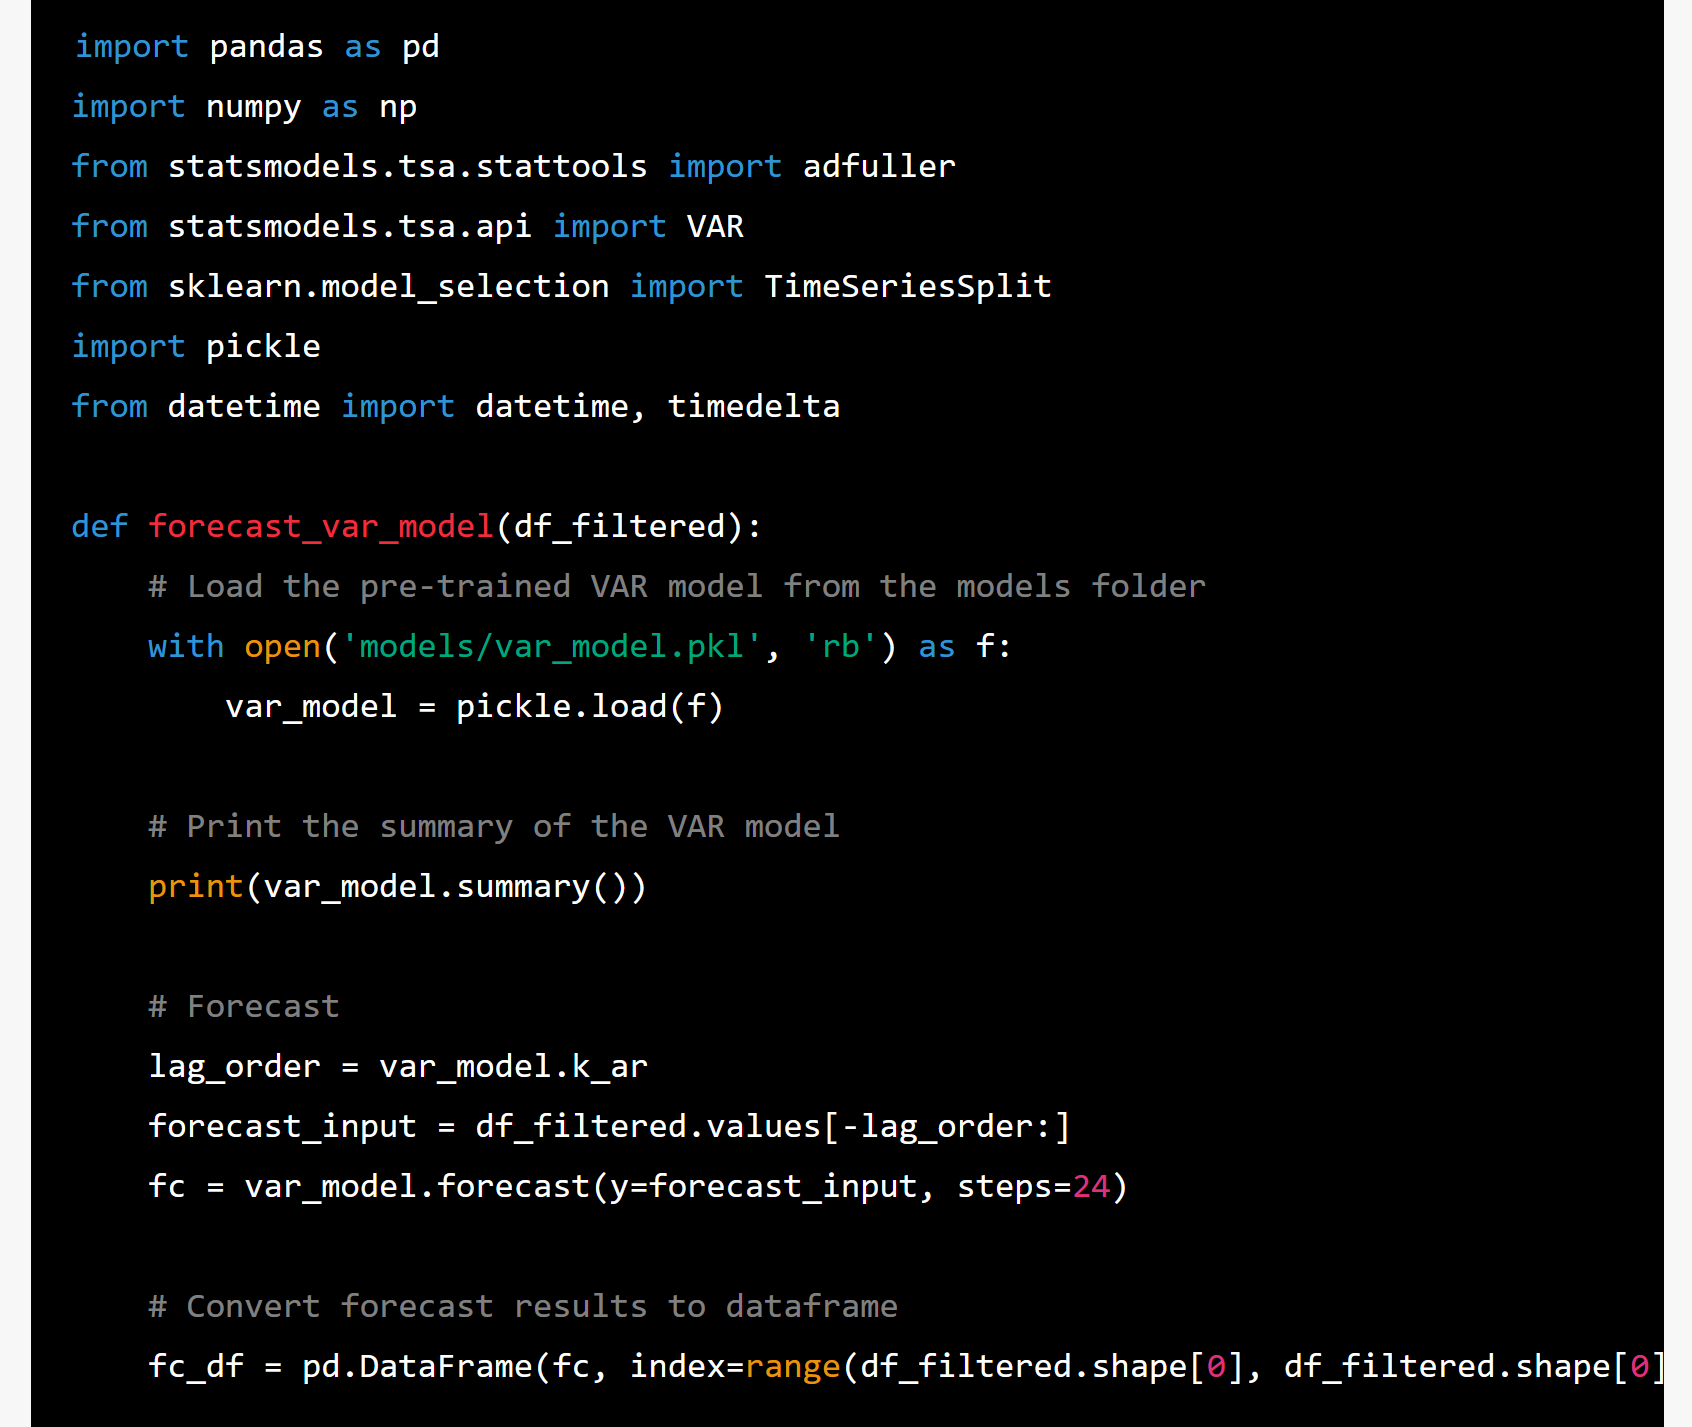 import pandas as pd
import numpy as np
from statsmodels.tsa.stattools import adfuller
from statsmodels.tsa.api import VAR
from sklearn.model_selection import TimeSeriesSplit
import pickle
from datetime import datetime, timedelta
def forecast_var_model(df_filtered):
    # Load the pre-trained VAR model from the models folder
    with open('models/var_model.pkl', 'rb') as f:
        var_model = pickle.load(f)
    # Print the summary of the VAR model
    print(var_model.summary())
    # Forecast
    lag_order = var_model.k_ar
    forecast_input = df_filtered.values[-lag_order:]
    fc = var_model.forecast(y=forecast_input, steps=24)
    # Convert forecast results to dataframe
    fc_df = pd.DataFrame(fc, index=range(df_filtered.shape[0], df_filtered.shape[0]